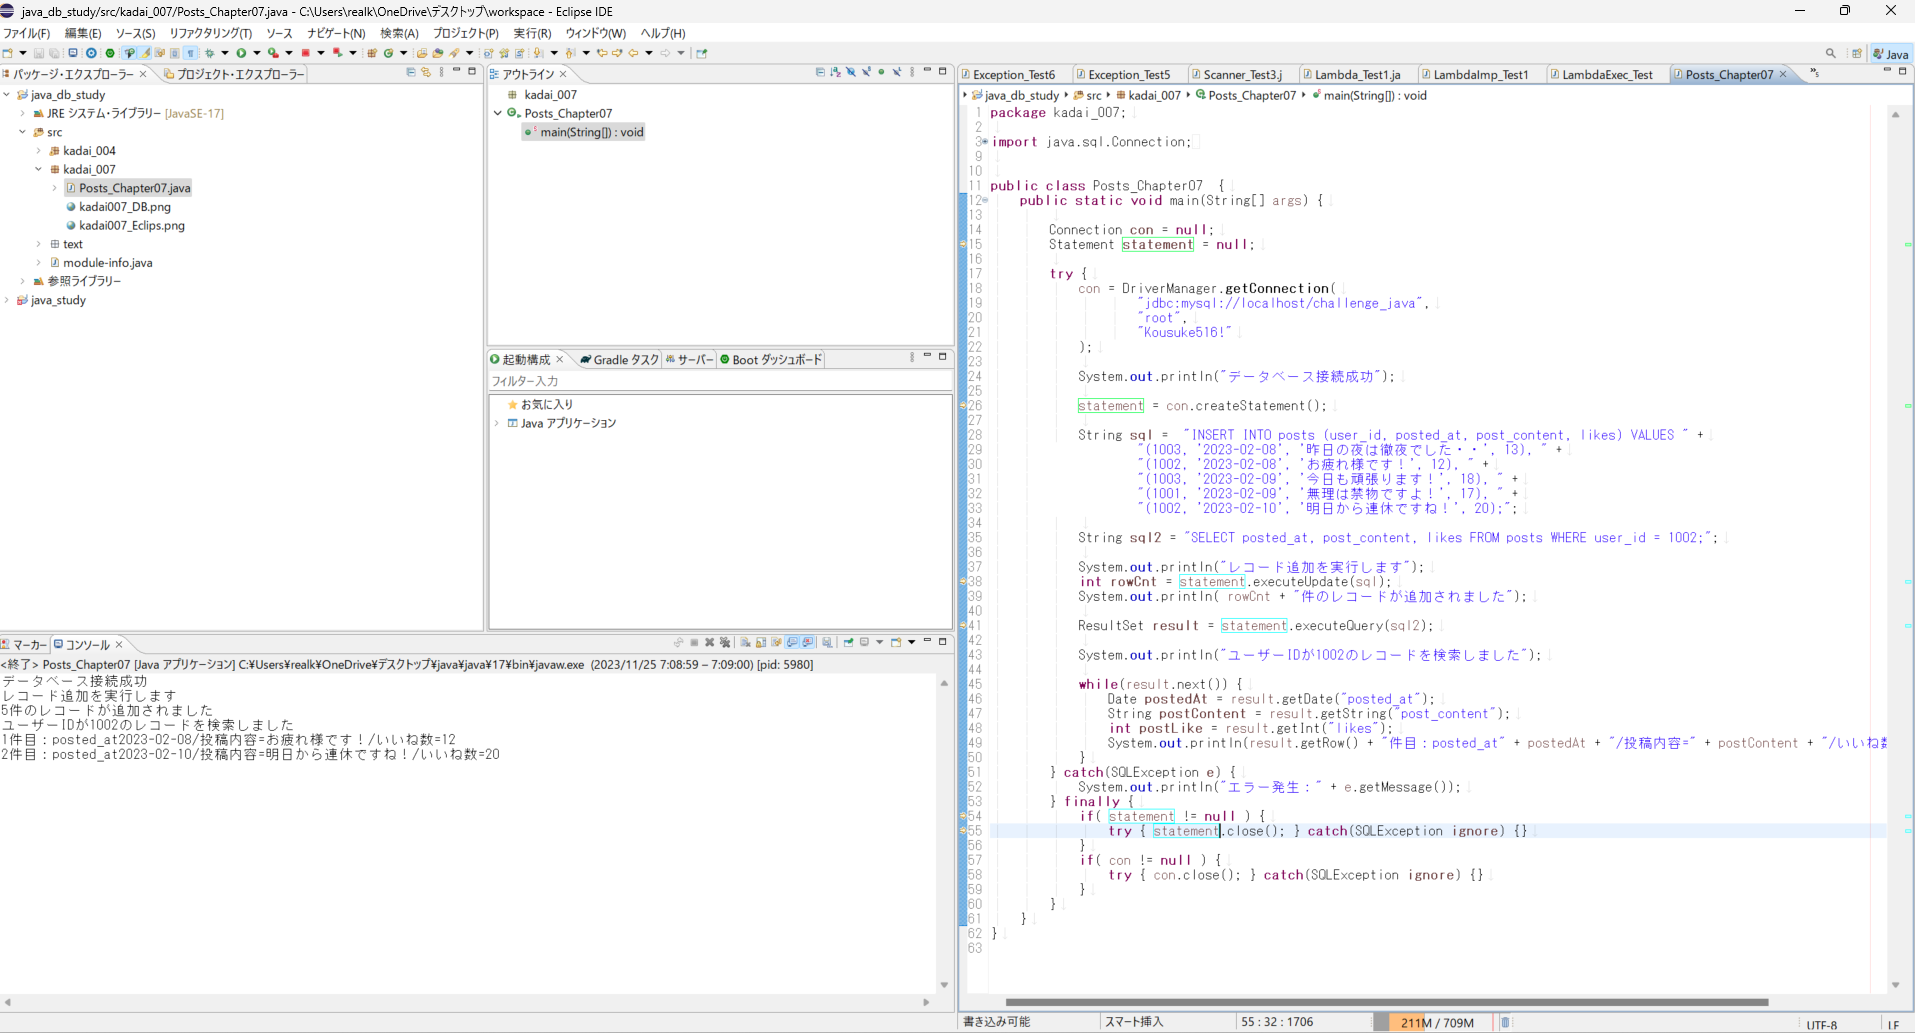 java_db_study/src/kadai_007/Posts_Chapter07.java - C:\Users\realk\OneDrive\デスクトップ\workspace - Eclipse IDE
ファイル(F) 編集(E) ソース(S) リファクタリング(T) ソース ナビゲート(N) 検索(A) プロジェクト(P) 実行(R) ウィンドウ(W) ヘルプ(H)
Java
パッケージ・エクスプローラー
プロジェクト・エクスプローラー
java_db_study
JRE システム・ライブラリー [JavaSE-17]
src
kadai_004
kadai_007
Posts_Chapter07.java
kadai007_DB.png
kadai007_Eclips.png
text
module-info.java
参照ライブラリー
java_study
アウトライン
kadai_007
Posts_Chapter07
main(String[]) : void
起動構成 Gradle タスク サーバー Boot ダッシュボード
フィルター入力
お気に入り
Java アプリケーション
マーカー コンソール
<終了> Posts_Chapter07 [Java アプリケーション] C:¥Users¥realk¥OneDrive¥デスクトップ¥java¥java¥17¥bin¥javaw.exe (2023/11/25 7:08:59 – 7:09:00) [pid: 5980]
データベース接続成功
レコード追加を実行します
5件のレコードが追加されました
ユーザーIDが1002のレコードを検索しました
1件目：posted_at2023-02-08/投稿内容=お疲れ様です！/いいね数=12
2件目：posted_at2023-02-10/投稿内容=明日から連休ですね！/いいね数=20
Exception_Test6 Exception_Test5 Scanner_Test3.j Lambda_Test1.ja LambdaImp_Test1 LambdaExec_Test Posts_Chapter07 »5
java_db_study src kadai_007 Posts_Chapter07 main(String[]) : void
1 package kadai_007;
2
3 import java.sql.Connection;
9
10
11 public class Posts_Chapter07  {
12 public static void main(String[] args) {
13
14 Connection con = null;
15 Statement statement = null;
16
17 try {
18 con = DriverManager.getConnection(
19 "jdbc:mysql://localhost/challenge_java",
20 "root",
21 "Kousuke516!"
22 );
23
24 System.out.println("データベース接続成功");
25
26 statement = con.createStatement();
27
28 String sql =  "INSERT INTO posts (user_id, posted_at, post_content, likes) VALUES " +
29 "(1003, '2023-02-08', '昨日の夜は徹夜でした・・', 13), " +
30 "(1002, '2023-02-08', 'お疲れ様です！', 12), " +
31 "(1003, '2023-02-09', '今日も頑張ります！', 18), " +
32 "(1001, '2023-02-09', '無理は禁物ですよ！', 17), " +
33 "(1002, '2023-02-10', '明日から連休ですね！', 20);";
34
35 String sql2 = "SELECT posted_at, post_content, likes FROM posts WHERE user_id = 1002;";
36
37 System.out.println("レコード追加を実行します");
38 int rowCnt = statement.executeUpdate(sql);
39 System.out.println( rowCnt + "件のレコードが追加されました");
40
41 ResultSet result = statement.executeQuery(sql2);
42
43 System.out.println("ユーザーIDが1002のレコードを検索しました");
44
45 while(result.next()) {
46 Date postedAt = result.getDate("posted_at");
47 String postContent = result.getString("post_content");
48 int postLike = result.getInt("likes");
49 System.out.println(result.getRow() + "件目：posted_at" + postedAt + "/投稿内容=" + postContent + "/いいね数
50 }
51 } catch(SQLException e) {
52 System.out.println("エラー発生：" + e.getMessage());
53 } finally {
54 if( statement != null ) {
55 try { statement.close(); } catch(SQLException ignore) {}
56 }
57 if( con != null ) {
58 try { con.close(); } catch(SQLException ignore) {}
59 }
60 }
61 }
62 }
63
書き込み可能 スマート挿入 55 : 32 : 1706 211M / 709M UTF-8 LF